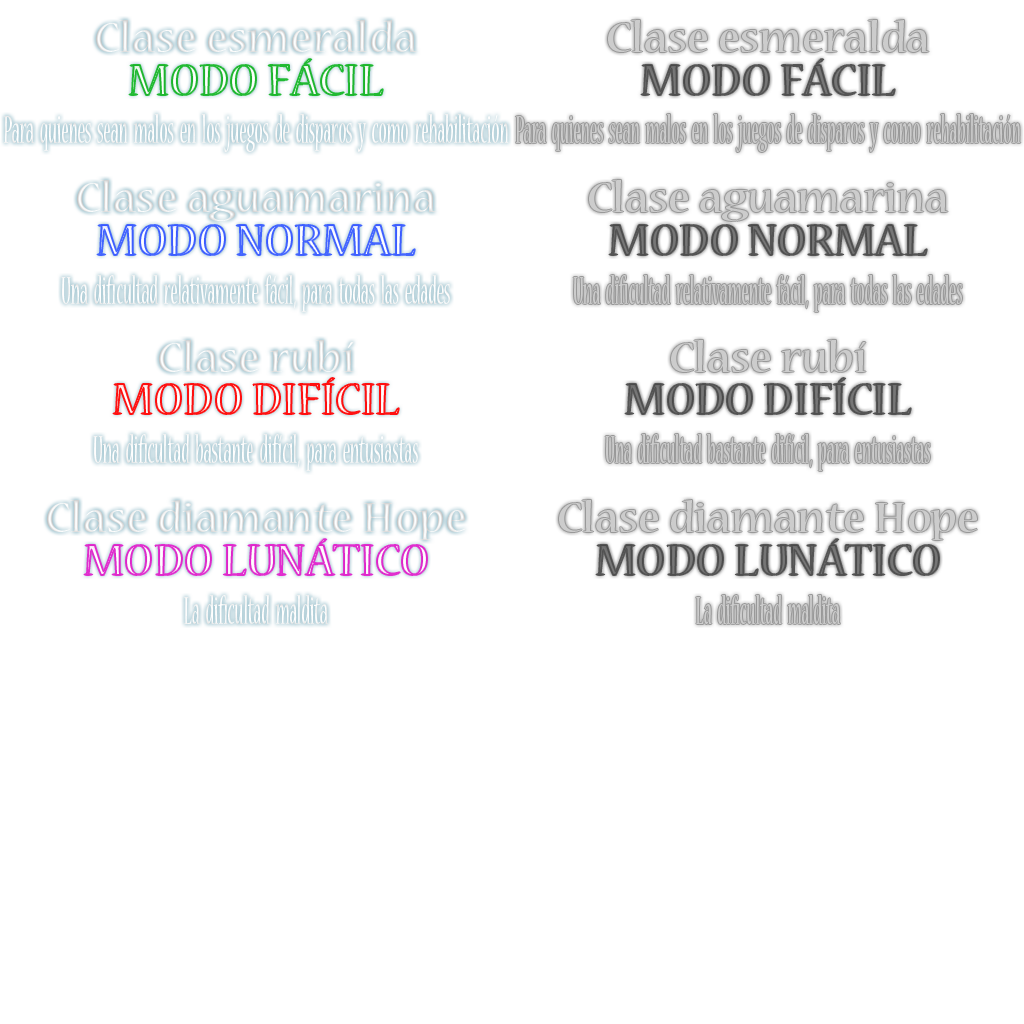 Clase esmeralda
MODO FÁCIL
Para quienes sean malos en los juegos de disparos y como rehabilitación
Clase aguamarina
MODO NORMAL
Una dificultad relativamente fácil, para todas las edades
Clase rubí
MODO DIFÍCIL
Una dificultad bastante difícil, para entusiastas
Clase diamante Hope
MODO LUNÁTICO
La dificultad maldita
Clase esmeralda
MODO FÁCIL
Para quienes sean malos en los juegos de disparos y como rehabilitación
Clase aguamarina
MODO NORMAL
Una dificultad relativamente fácil, para todas las edades
Clase rubí
MODO DIFÍCIL
Una dificultad bastante difícil, para entusiastas
Clase diamante Hope
MODO LUNÁTICO
La dificultad maldita